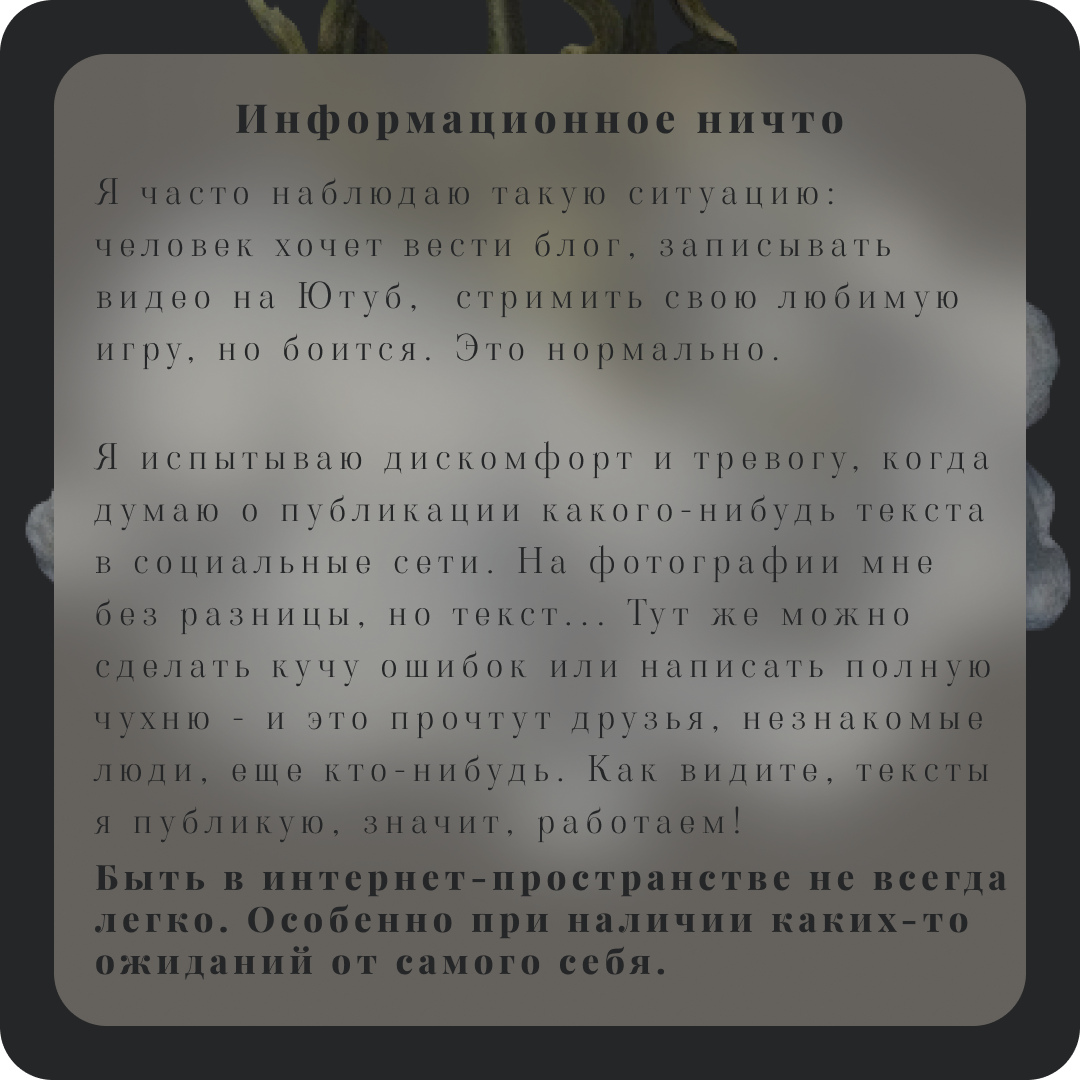 Информационное ничто
Я часто наблюдаю такую ситуацию:
человек хочет вести блог, записывать
видео на Ютуб, стримить свою любимую
игру, но боится. Это нормально.
Я испытываю дискомфорт и тревогу, когда
думаю о публикации какого-нибудь текста
в социальные сети. На фотографии мне
без разницы, но текст... Тут же можно
сделать кучу ошибок или написать полную
чухню - и это прочтут друзья, незнакомые
люди, еще кто-нибудь. Как видите, тексты
я публикую, значит, работаем!
Быть в интернет-пространстве не всегда
легко. Особенно при наличии каких-то
ожиданий от самого себя.